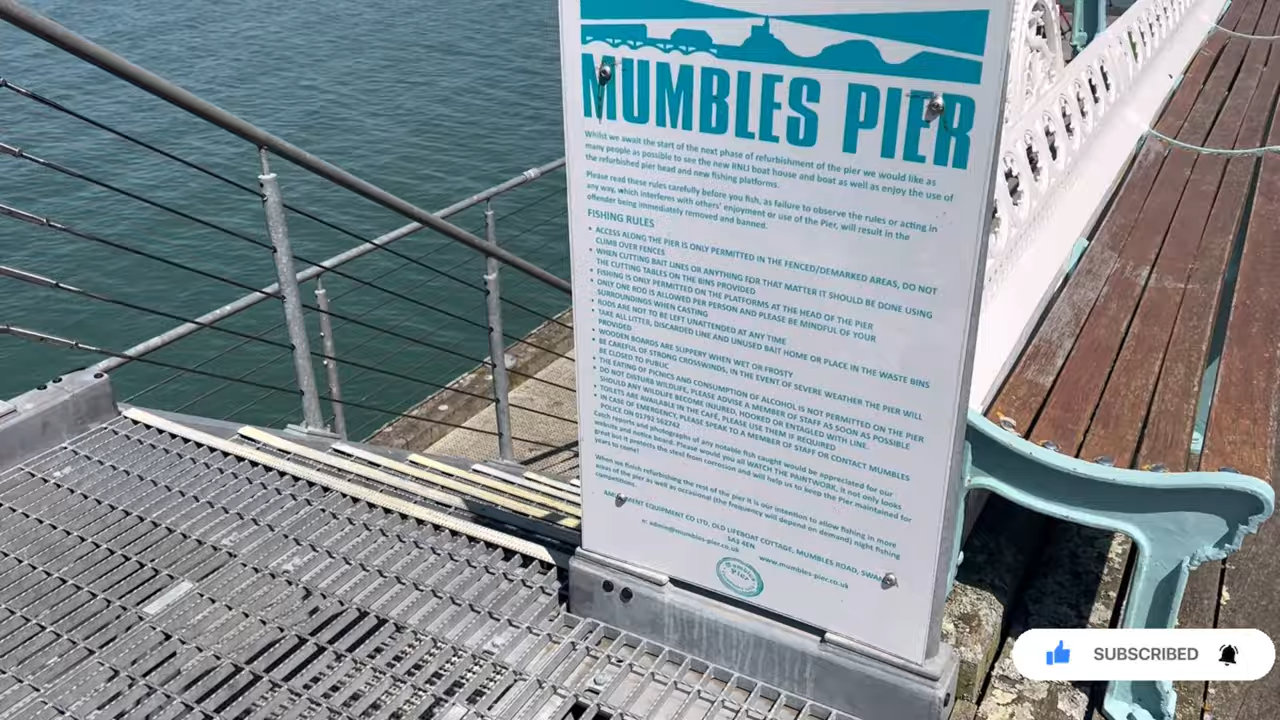 MUMBLES PIER
Whilst we await the start of the next phase of refurbishment of the pier we would like as
many people as possible to see the new RNLI boat house and boat as well as enjoy the use of
the refurbished pier head and new fishing platforms.
Please read these rules carefully before you fish, as failure to observe the rules or acting in
any way, which interferes with others' enjoyment or use of the Pier, will result in the
offender being immediately removed and banned.
FISHING RULES
• ACCESS ALONG THE PIER IS ONLY PERMITTED IN THE FENCED/DEMARKED AREAS, DO NOT
CLIMB OVER FENCES
• WHEN CUTTING BAIT LINES OR ANYTHING FOR THAT MATTER IT SHOULD BE DONE USING
THE CUTTING TABLES ON THE BINS PROVIDED
• FISHING IS ONLY PERMITTED ON THE PLATFORMS AT THE HEAD OF THE PIER
• ONLY ONE ROD IS ALLOWED PER PERSON AND PLEASE BE MINDFUL OF YOUR
SURROUNDINGS WHEN CASTING
• RODS ARE NOT TO BE LEFT UNATTENDED AT ANY TIME
• TAKE ALL LITTER, DISCARDED LINE AND UNUSED BAIT HOME OR PLACE IN THE WASTE BINS
PROVIDED
• WOODEN BOARDS ARE SLIPPERY WHEN WET OR FROSTY
• BE CAREFUL OF STRONG CROSSWINDS, IN THE EVENT OF SEVERE WEATHER THE PIER WILL
BE CLOSED TO PUBLIC
• THE EATING OF PICNICS AND CONSUMPTION OF ALCOHOL IS NOT PERMITTED ON THE PIER
• DO NOT DISTURB WILDLIFE, PLEASE ADVISE A MEMBER OF STAFF AS SOON AS POSSIBLE
SHOULD ANY WILDLIFE BECOME INJURED, HOOKED OR ENTAGLED WITH LINE
• TOILETS ARE AVAILABLE IN THE CAFE, PLEASE USE THEM IF REQUIRED
• IN CASE OF EMERGENCY, PLEASE SPEAK TO A MEMBER OF STAFF OR CONTACT MUMBLES
POLICE ON 01792 562742
Catch reports and photographs of any notable fish caught would be appreciated for our
website and notice board. Please would you all WATCH THE PAINTWORK, it not only looks
great but it protects the steel from corrosion and will help us to keep the Pier maintained for
years to come!
When we finish refurbishing the rest of the pier it is our intention to allow fishing in more
areas of the pier as well as occasional (the frequency will depend on demand) night fishing
competitions.
EQUIPMENT CO LTD, OLD LIFEBOAT COTTAGE, MUMBLES ROAD,
SA3 4EN
e: admin@mumbles-pier.co.uk www.mumbles-pier.co.uk
Mumbles
Pier
SUBSCRIBED